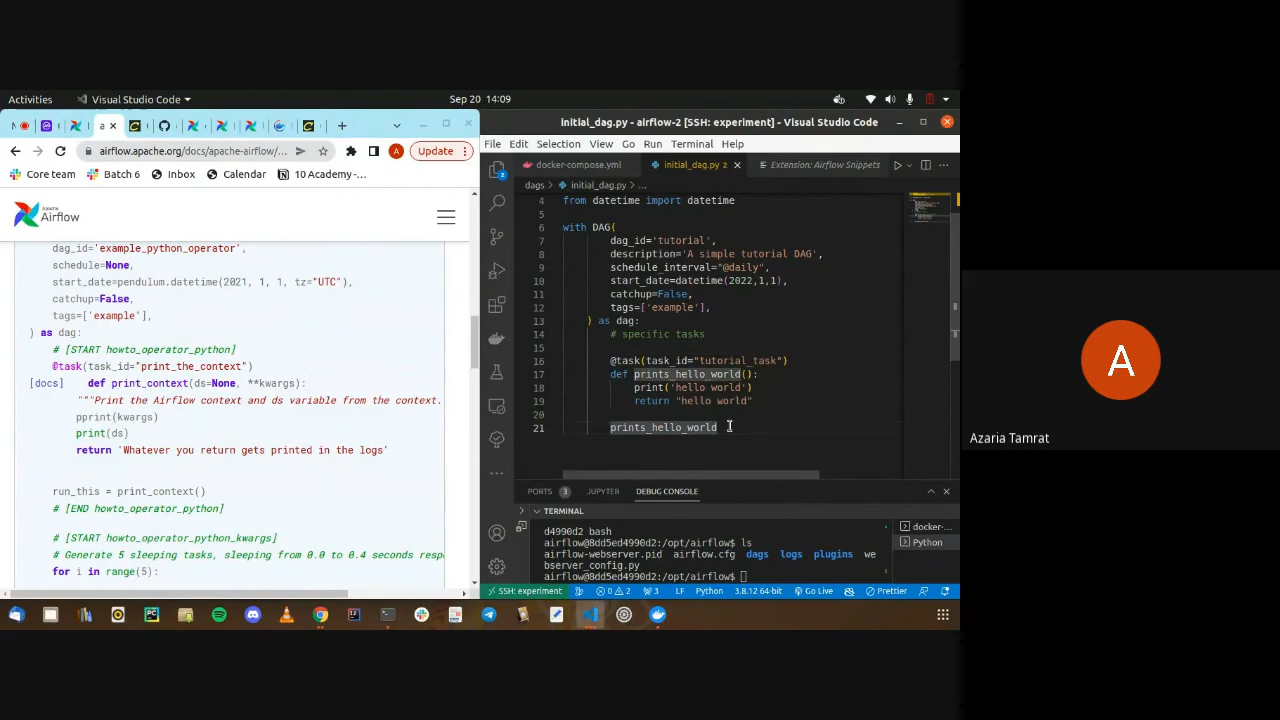 Activities
Visual Studio Code
Sep 20 14:09
a
Update
airflow.apache.org/docs/apache-airflow/...
Core team
Batch 6
Inbox
Calendar
10 Academy -...
Apache
Airflow
dag_id='example_python_operator',
schedule=None,
start_date=pendulum.datetime(2021, 1, 1, tz="UTC"),
catchup=False,
tags=['example'],
) as dag:
# [START howto_operator_python]
@task(task_id="print_the_context")
[docs] def print_context(ds=None, **kwargs):
"""Print the Airflow context and ds variable from the context.
pprint(kwargs)
print(ds)
return 'Whatever you return gets printed in the logs'
run_this = print_context()
# [END howto_operator_python]
# [START howto_operator_python_kwargs]
# Generate 5 sleeping tasks, sleeping from 0.0 to 0.4 seconds resp
for i in range(5):
initial_dag.py - airflow-2 [SSH: experiment] - Visual Studio Code
File Edit Selection View Go Run Terminal Help
docker-compose.yml
initial_dag.py 2
Extension: Airflow Snippets
dags > initial_dag.py > ...
4 from datetime import datetime
5
6 with DAG(
7 dag_id='tutorial',
8 description='A simple tutorial DAG',
9 schedule_interval="@daily",
10 start_date=datetime(2022,1,1),
11 catchup=False,
12 tags=['example'],
13 ) as dag:
14 # specific tasks
15
16 @task(task_id="tutorial_task")
17 def prints_hello_world():
18 print('hello world')
19 return "hello world"
20
21 prints_hello_world
2
PORTS 3 JUPYTER DEBUG CONSOLE
TERMINAL
d4990d2 bash
airflow@8dd5ed4990d2:/opt/airflow$ ls
airflow-webserver.pid airflow.cfg dags logs plugins we
bserver_config.py
airflow@8dd5ed4990d2:/opt/airflow$
docker-...
Python
SSH: experiment
0 2
3
LF
Python
3.8.12 64-bit
Go Live
Prettier
A
Azaria Tamrat